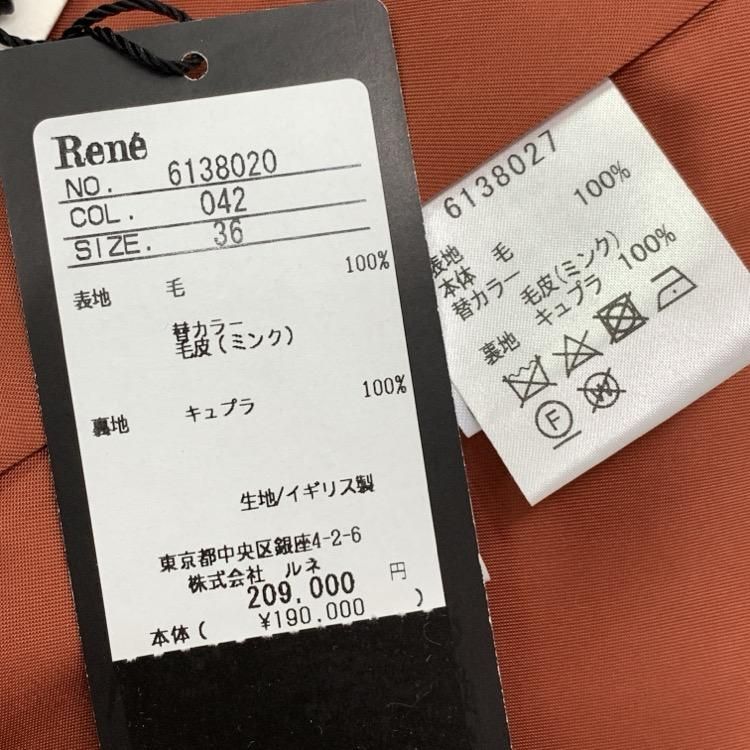 René
NO. 6138020
COL. 042
SIZE. 36
表地 毛 100%
替カラー
毛皮(ミンク)
裏地 キュプラ 100%
生地/イギリス製
東京都中央区銀座4-2-6
株式会社 ルネ
209,000 円
本体( ¥190,000 )
6138027
表地
本体 毛 100%
替カラー
毛皮(ミンク)
裏地 キュプラ 100%
F
W